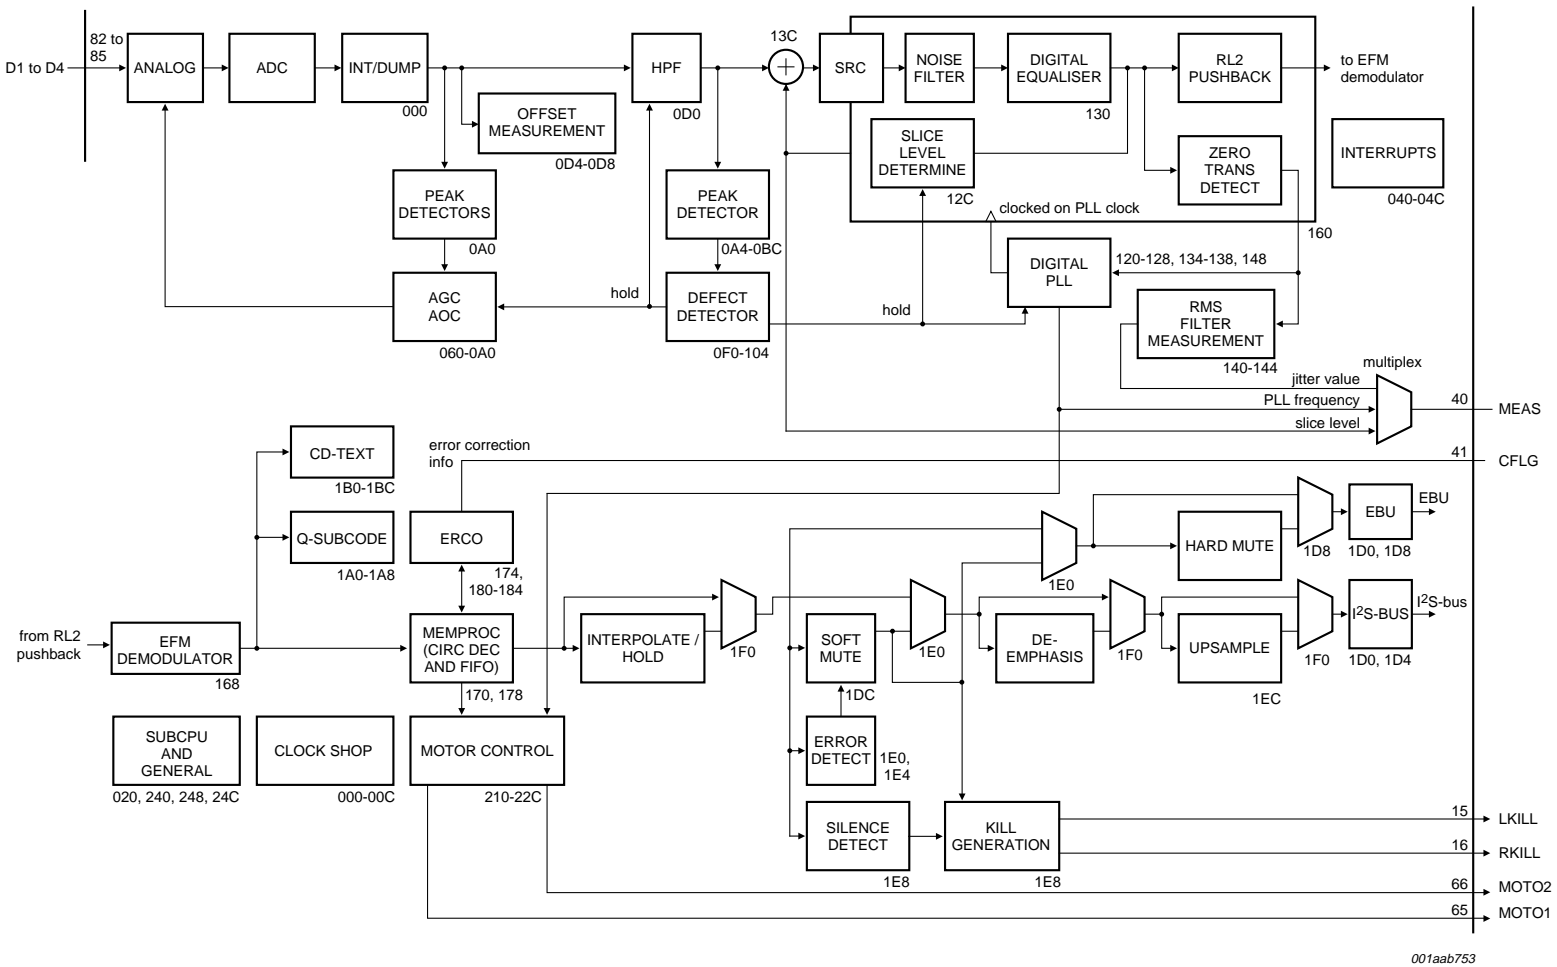 82 to
85
D1 to D4
ANALOG
ADC
INT/DUMP
000
OFFSET
MEASUREMENT
0D4-0D8
HPF
0D0
13C
+
SRC
NOISE
FILTER
DIGITAL
EQUALISER
130
RL2
PUSHBACK
to EFM
demodulator
SLICE
LEVEL
DETERMINE
12C
ZERO
TRANS
DETECT
INTERRUPTS
040-04C
PEAK
DETECTORS
0A0
PEAK
DETECTOR
0A4-0BC
clocked on PLL clock
160
AGC
AOC
060-0A0
hold
DEFECT
DETECTOR
0F0-104
hold
DIGITAL
PLL
120-128, 134-138, 148
RMS
FILTER
MEASUREMENT
140-144
multiplex
jitter value
PLL frequency
slice level
40
MEAS
41
CFLG
CD-TEXT
1B0-1BC
error correction
info
Q-SUBCODE
1A0-1A8
ERCO
174,
180-184
from RL2
pushback
EFM
DEMODULATOR
168
MEMPROC
(CIRC DEC
AND FIFO)
170, 178
INTERPOLATE /
HOLD
1F0
SOFT
MUTE
1DC
1E0
1E0
DE-
EMPHASIS
1F0
HARD MUTE
1D8
EBU
1D0, 1D8
EBU
UPSAMPLE
1EC
1F0
I²S-BUS
1D0, 1D4
I²S-bus
SUBCPU
AND
GENERAL
020, 240, 248, 24C
CLOCK SHOP
000-00C
MOTOR CONTROL
210-22C
ERROR
DETECT
1E0,
1E4
SILENCE
DETECT
1E8
KILL
GENERATION
1E8
15
LKILL
16
RKILL
66
MOTO2
65
MOTO1
001aab753